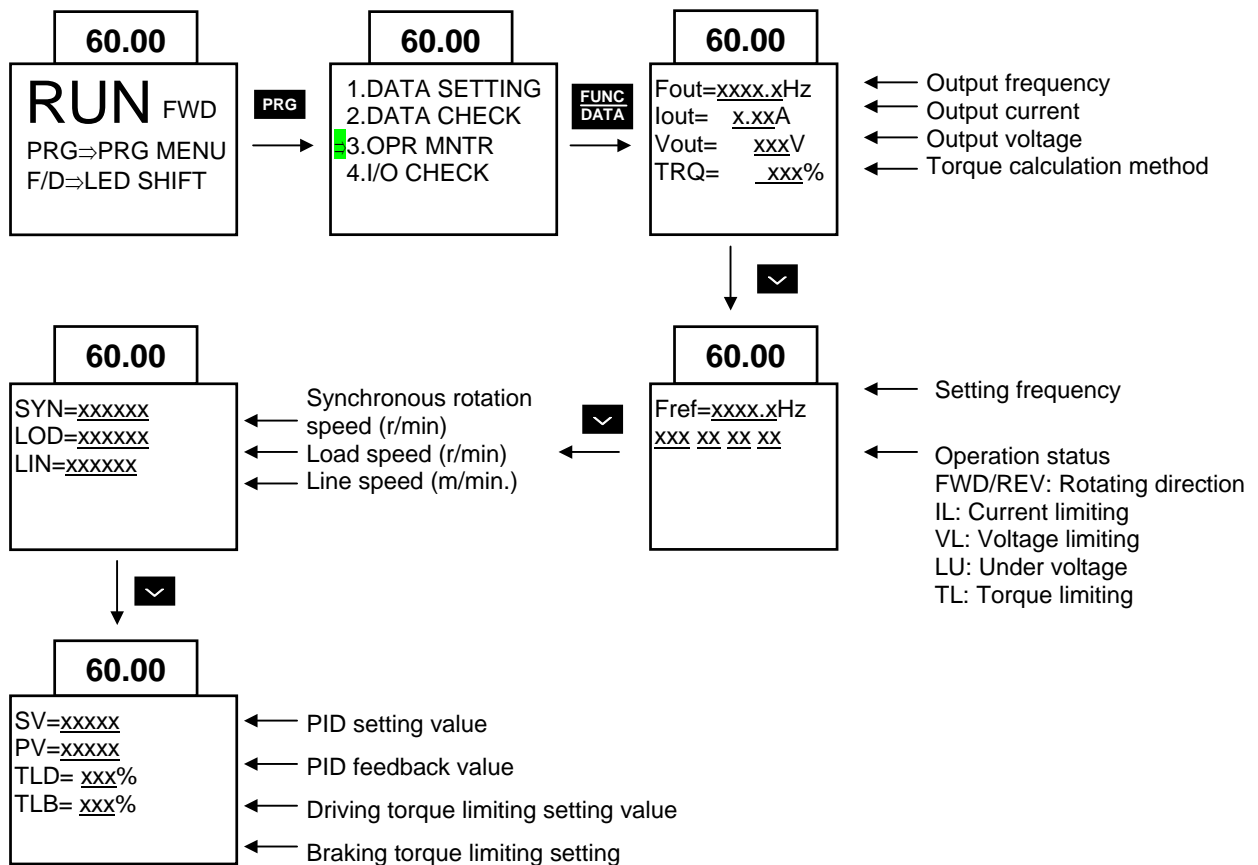 60.00
RUN FWD
PRG⇒PRG MENU
F/D⇒LED SHIFT
PRG
60.00
1.DATA SETTING
2.DATA CHECK
⇒3.OPR MNTR
4.I/O CHECK
FUNC
DATA
60.00
Fout=xxxx.xHz
Iout= x.xxA
Vout= xxxV
TRQ= xxx%
Output frequency
Output current
Output voltage
Torque calculation method
60.00
SYN=xxxxxx
LOD=xxxxxx
LIN=xxxxxx
Synchronous rotation
speed (r/min)
Load speed (r/min)
Line speed (m/min.)
60.00
Fref=xxxx.xHz
xxx xx xx xx
Setting frequency
Operation status
FWD/REV: Rotating direction
IL: Current limiting
VL: Voltage limiting
LU: Under voltage
TL: Torque limiting
60.00
SV=xxxxx
PV=xxxxx
TLD= xxx%
TLB= xxx%
PID setting value
PID feedback value
Driving torque limiting setting value
Braking torque limiting setting